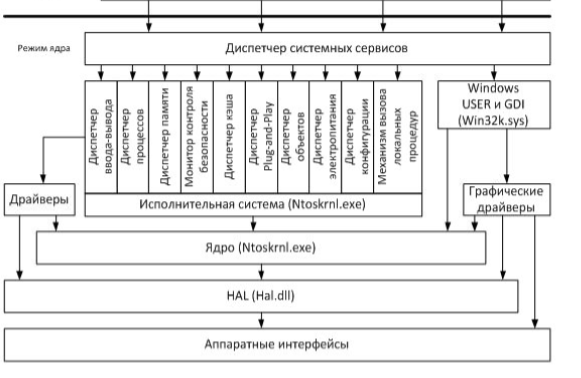 Режим ядра
Диспетчер системных сервисов
Диспетчер
ввода-вывода
Диспетчер
процессов
Диспетчер памяти
Монитор контроля
безопасности
Диспетчер кэша
Диспетчер
Plug-and-Play
Диспетчер
объектов
Диспетчер
электропитания
Диспетчер
конфигурации
Механизм вызова
локальных
процедур
Windows
USER и GDI
(Win32k.sys)
Драйверы
Исполнительная система (Ntoskrnl.exe)
Графические
драйверы
Ядро (Ntoskrnl.exe)
HAL (Hal.dll)
Аппаратные интерфейсы